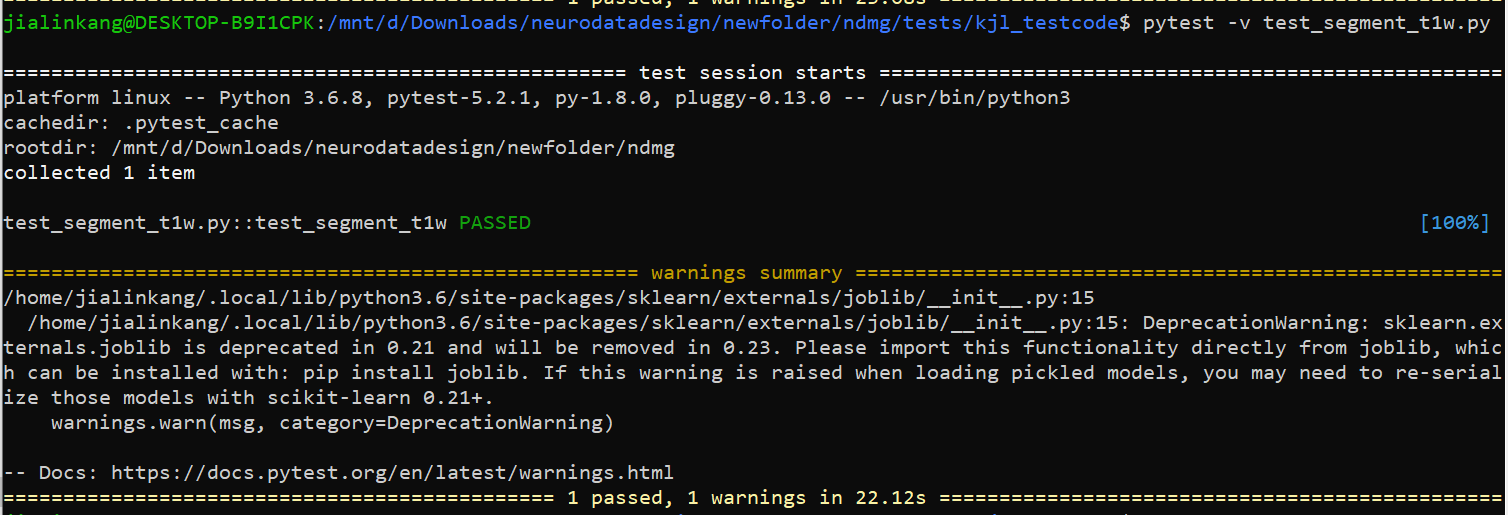 1 passed, 1 warnings in 29.08s
jialinkang@DESKTOP-B9I1CPK:/mnt/d/Downloads/neurodatadesign/newfolder/ndmg/tests/kjl_testcode$ pytest -v test_segment_t1w.py
==================================================== test session starts ====================================================
platform linux -- Python 3.6.8, pytest-5.2.1, py-1.8.0, pluggy-0.13.0 -- /usr/bin/python3
cachedir: .pytest_cache
rootdir: /mnt/d/Downloads/neurodatadesign/newfolder/ndmg
collected 1 item
test_segment_t1w.py::test_segment_t1w PASSED [100%]
===================================================== warnings summary ======================================================
/home/jialinkang/.local/lib/python3.6/site-packages/sklearn/externals/joblib/__init__.py:15
/home/jialinkang/.local/lib/python3.6/site-packages/sklearn/externals/joblib/__init__.py:15: DeprecationWarning: sklearn.ex
ternals.joblib is deprecated in 0.21 and will be removed in 0.23. Please import this functionality directly from joblib, whic
h can be installed with: pip install joblib. If this warning is raised when loading pickled models, you may need to re-serial
ize those models with scikit-learn 0.21+.
warnings.warn(msg, category=DeprecationWarning)
-- Docs: https://docs.pytest.org/en/latest/warnings.html
============================================== 1 passed, 1 warnings in 22.12s ===============================================